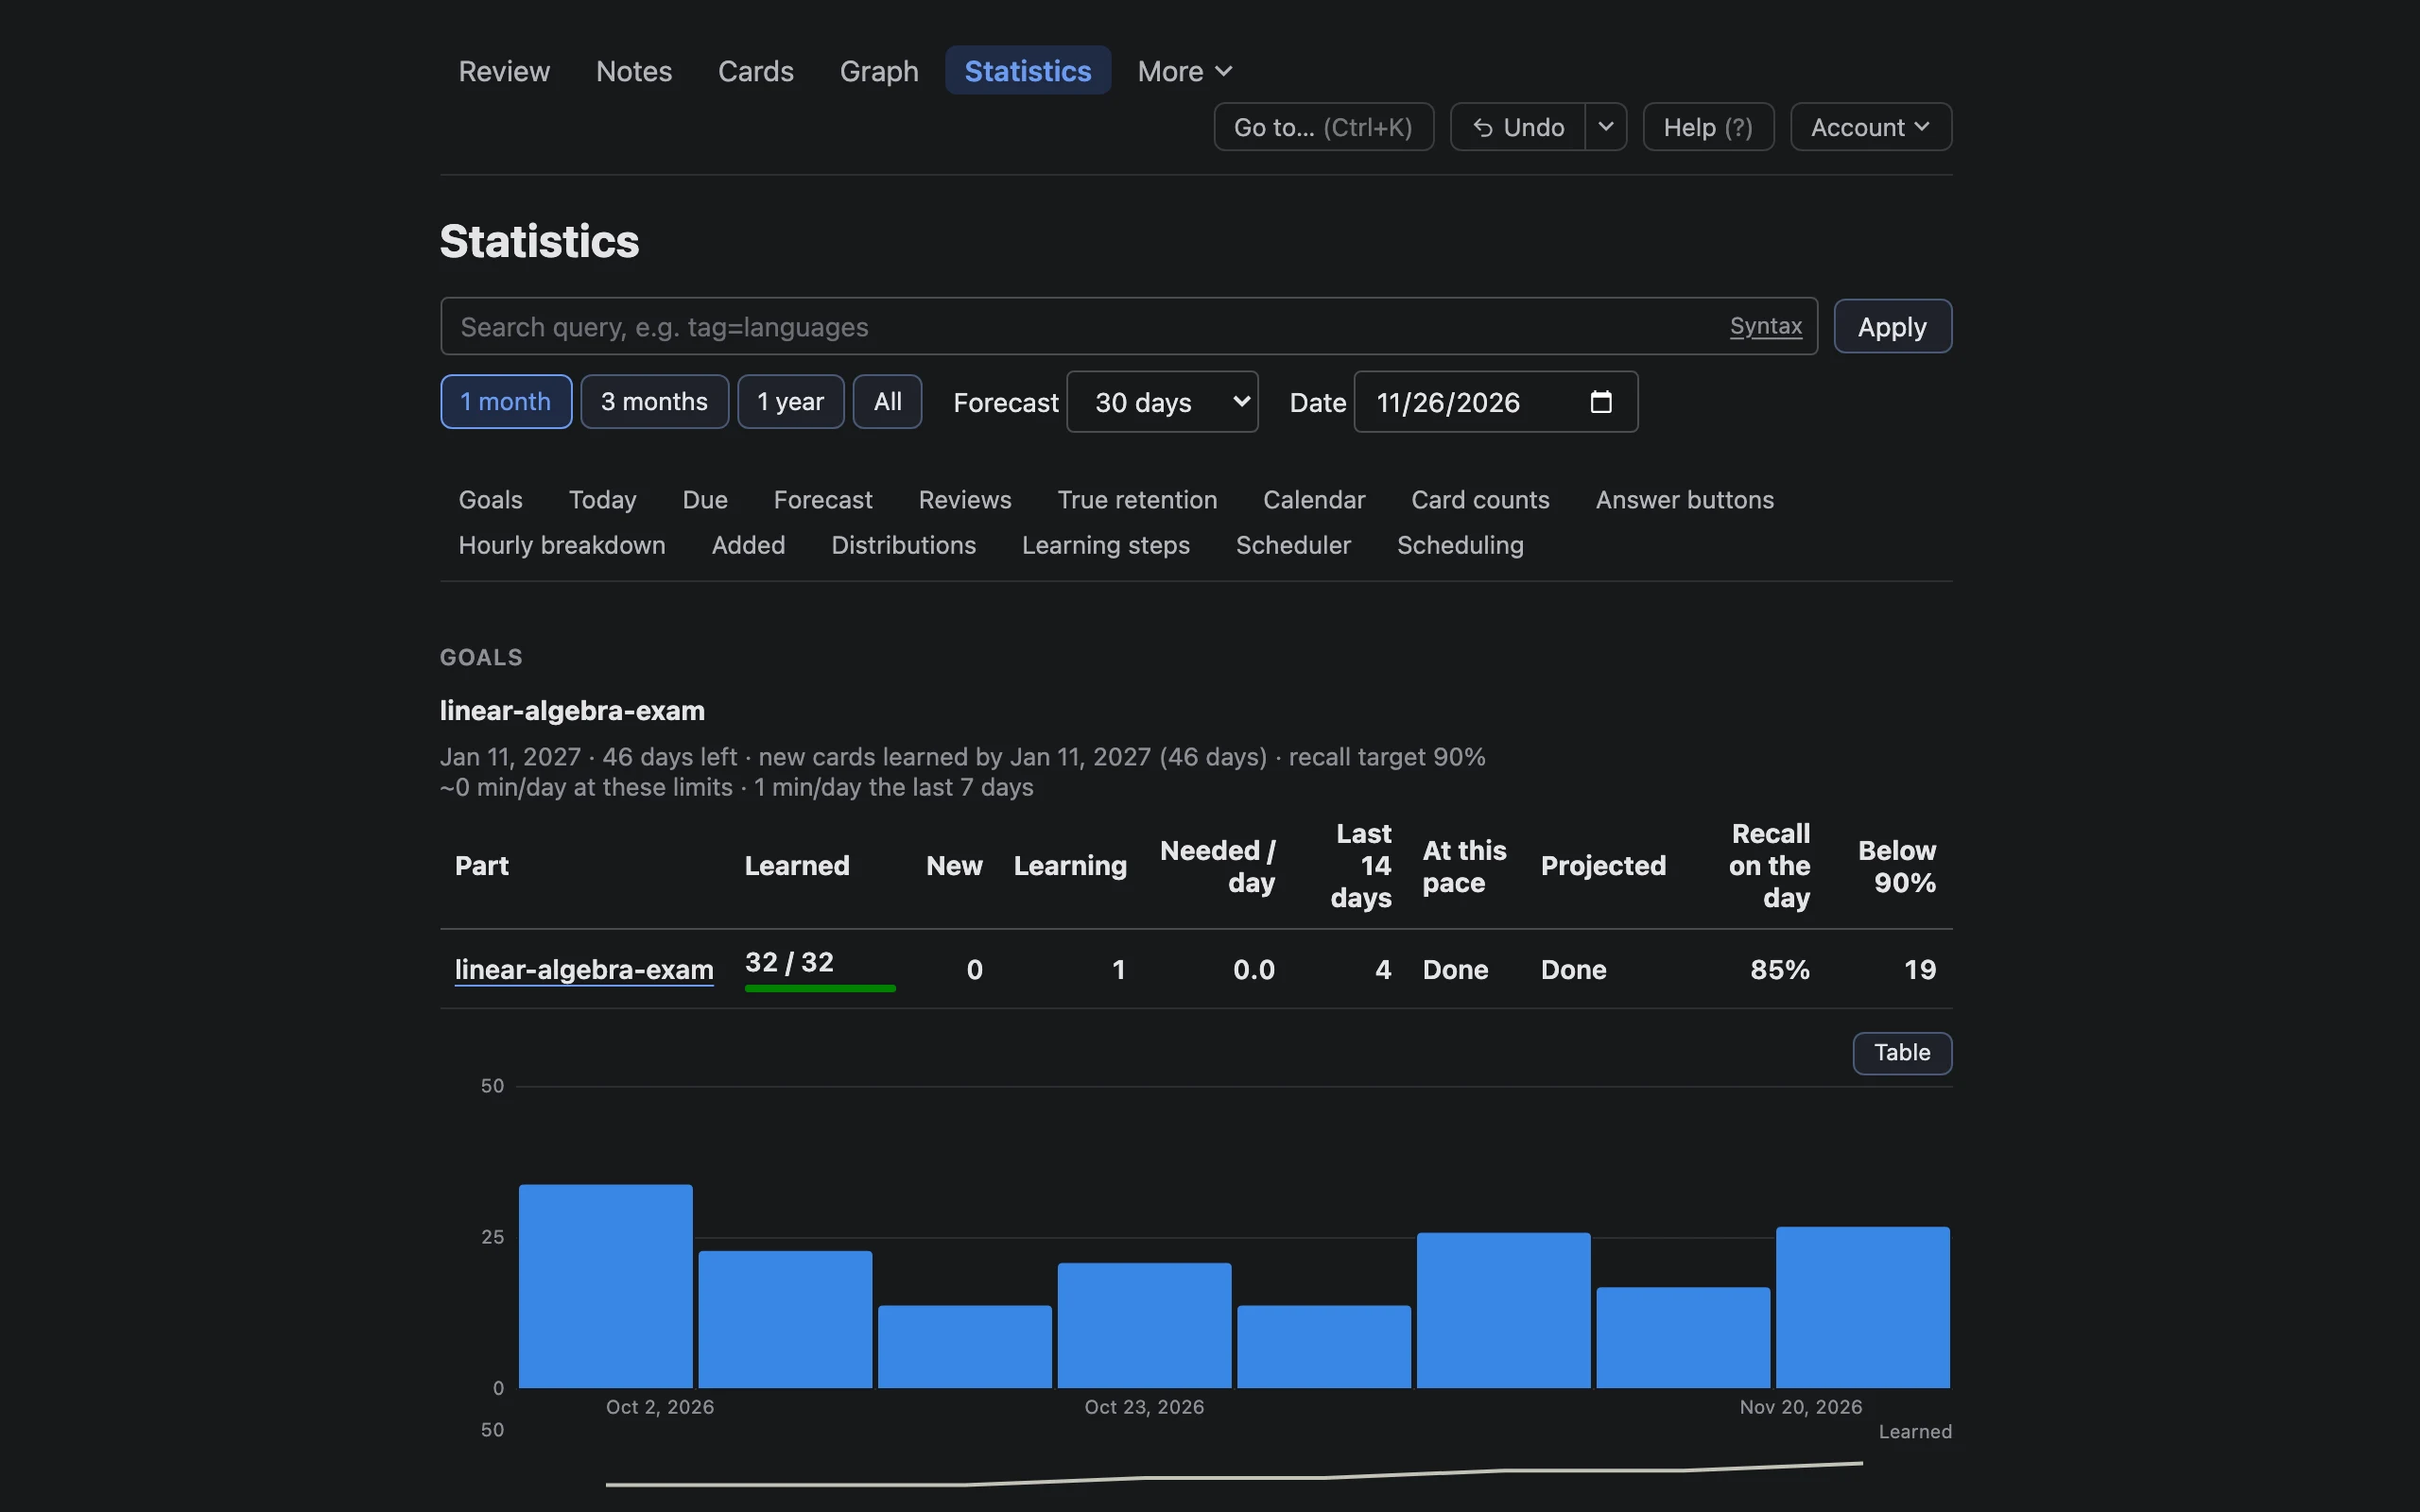 Review Notes Cards Graph Statistics More
Go to... (Ctrl+K) Undo Help (?) Account
Statistics
Search query, e.g. tag=languages Syntax Apply
1 month 3 months 1 year All Forecast 30 days Date 11/26/2026
Goals Today Due Forecast Reviews True retention Calendar Card counts Answer buttons
Hourly breakdown Added Distributions Learning steps Scheduler Scheduling
GOALS
linear-algebra-exam
Jan 11, 2027 · 46 days left · new cards learned by Jan 11, 2027 (46 days) · recall target 90%
~0 min/day at these limits · 1 min/day the last 7 days
Part Learned New Learning Needed / day Last 14 days At this pace Projected Recall on the day Below 90%
linear-algebra-exam 32 / 32 0 1 0.0 4 Done Done 85% 19
Table
50
25
0
Oct 2, 2026 Oct 23, 2026 Nov 20, 2026
50 Learned